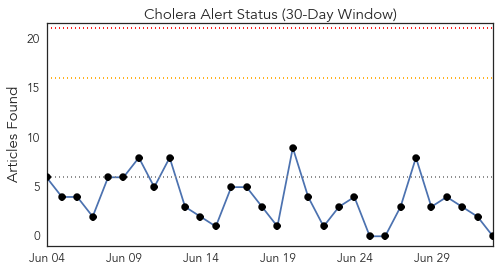 Cholera Alert Status (30-Day Window)
Articles Found
20
15
10
5
0
Jun 04 Jun 09 Jun 14 Jun 19 Jun 24 Jun 29